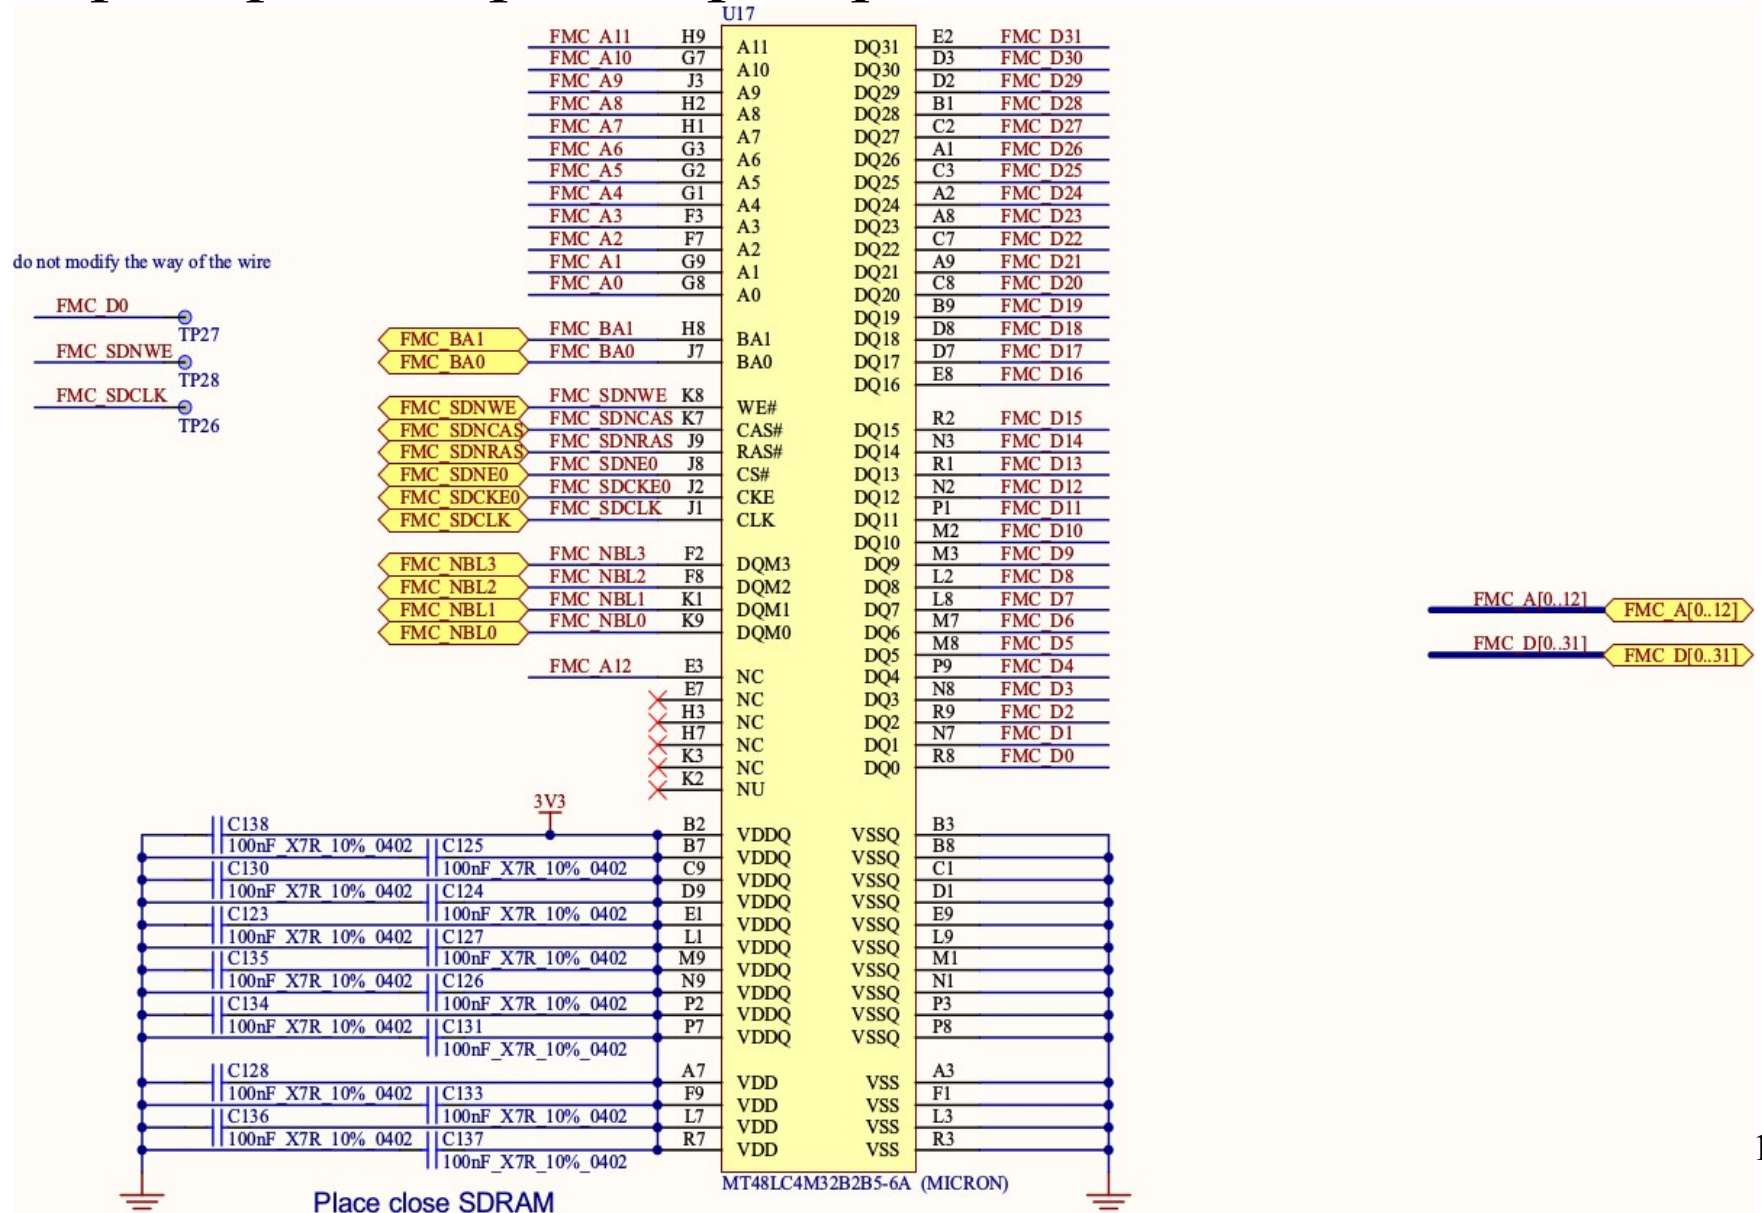 U17
FMC_A11 H9 A11 DQ31 E2 FMC_D31
FMC_A10 G7 A10 DQ30 D3 FMC_D30
FMC_A9 J3 A9 DQ29 D2 FMC_D29
FMC_A8 H2 A8 DQ28 B1 FMC_D28
FMC_A7 H1 A7 DQ27 C2 FMC_D27
FMC_A6 G3 A6 DQ26 A1 FMC_D26
FMC_A5 G2 A5 DQ25 C3 FMC_D25
FMC_A4 G1 A4 DQ24 A2 FMC_D24
FMC_A3 F3 A3 DQ23 A8 FMC_D23
FMC_A2 F7 A2 DQ22 C7 FMC_D22
FMC_A1 G9 A1 DQ21 A9 FMC_D21
FMC_A0 G8 A0 DQ20 C8 FMC_D20
DQ19 B9 FMC_D19
FMC_BA1 FMC_BA1 H8 BA1 DQ18 D8 FMC_D18
FMC_BA0 FMC_BA0 J7 BA0 DQ17 D7 FMC_D17
DQ16 E8 FMC_D16
do not modify the way of the wire
FMC_D0
TP27
FMC_SDNWE
TP28
FMC_SDCLK
TP26
FMC_SDNWE FMC_SDNWE K8 WE#
FMC_SDNCAS FMC_SDNCAS K7 CAS# DQ15 R2 FMC_D15
FMC_SDNRAS FMC_SDNRAS J9 RAS# DQ14 N3 FMC_D14
FMC_SDNE0 FMC_SDNE0 J8 CS# DQ13 R1 FMC_D13
FMC_SDCKE0 FMC_SDCKE0 J2 CKE DQ12 N2 FMC_D12
FMC_SDCLK FMC_SDCLK J1 CLK DQ11 P1 FMC_D11
DQ10 M2 FMC_D10
FMC_NBL3 FMC_NBL3 F2 DQM3 DQ9 M3 FMC_D9
FMC_NBL2 FMC_NBL2 F8 DQM2 DQ8 L2 FMC_D8
FMC_NBL1 FMC_NBL1 K1 DQM1 DQ7 L8 FMC_D7
FMC_NBL0 FMC_NBL0 K9 DQM0 DQ6 M7 FMC_D6
DQ5 M8 FMC_D5
FMC_A12 E3 NC DQ4 P9 FMC_D4
E7 NC DQ3 N8 FMC_D3
H3 NC DQ2 R9 FMC_D2
H7 NC DQ1 N7 FMC_D1
K3 NC DQ0 R8 FMC_D0
K2 NU
FMC_A[0..12] FMC_A[0..12]
FMC_D[0..31] FMC_D[0..31]
3V3
C138 B2 VDDQ VSSQ B3
100nF_X7R_10%_0402 C125 B7 VDDQ VSSQ B8
C130 100nF_X7R_10%_0402 C9 VDDQ VSSQ C1
100nF_X7R_10%_0402 C124 D9 VDDQ VSSQ D1
C123 100nF_X7R_10%_0402 E1 VDDQ VSSQ E9
100nF_X7R_10%_0402 C127 L1 VDDQ VSSQ L9
C135 100nF_X7R_10%_0402 M9 VDDQ VSSQ M1
100nF_X7R_10%_0402 C126 N9 VDDQ VSSQ N1
C134 100nF_X7R_10%_0402 P2 VDDQ VSSQ P3
100nF_X7R_10%_0402 C131 P7 VDDQ VSSQ P8
100nF_X7R_10%_0402
C128 A7 VDD VSS A3
100nF_X7R_10%_0402 C133 F9 VDD VSS F1
C136 100nF_X7R_10%_0402 L7 VDD VSS L3
100nF_X7R_10%_0402 C137 R7 VDD VSS R3
100nF_X7R_10%_0402
MT48LC4M32B2B5-6A (MICRON)
Place close SDRAM